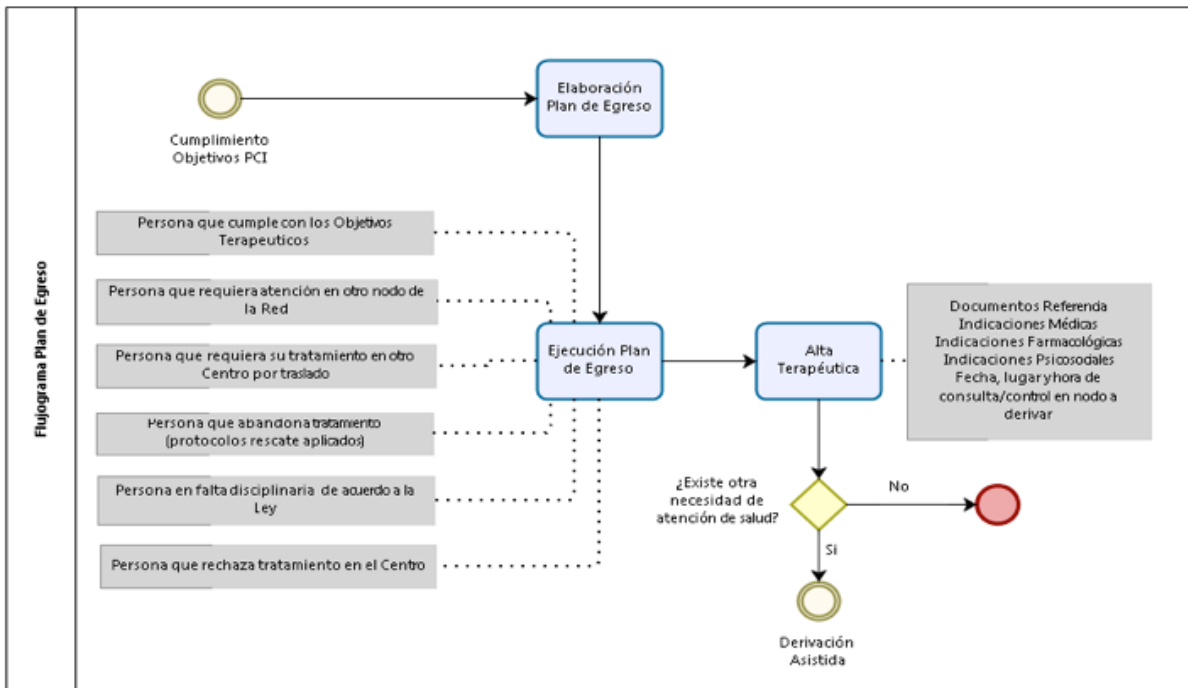 Flujograma Plan de Egreso
Elaboración
Plan de Egreso
Cumplimiento
Objetivos PCI
Persona que cumple con los Objetivos
Terapeuticos
Persona que requiera atención en otro nodo de
la Red
Persona que requiera su tratamiento en otro
Centro por traslado
Persona que abandona tratamiento
(protocolos rescate aplicados)
Persona en falta disciplinaria de acuerdo a la
Ley
Persona que rechaza tratamiento en el Centro
Ejecución Plan
de Egreso
Alta
Terapéutica
Documentos Referencia
Indicaciones Médicas
Indicaciones Farmacológicas
Indicaciones Psicosociales
Fecha, lugar y hora de
consulta/control en nodo a
derivar
¿Existe otra
necesidad de
atención de salud?
No
Si
Derivación
Asistida